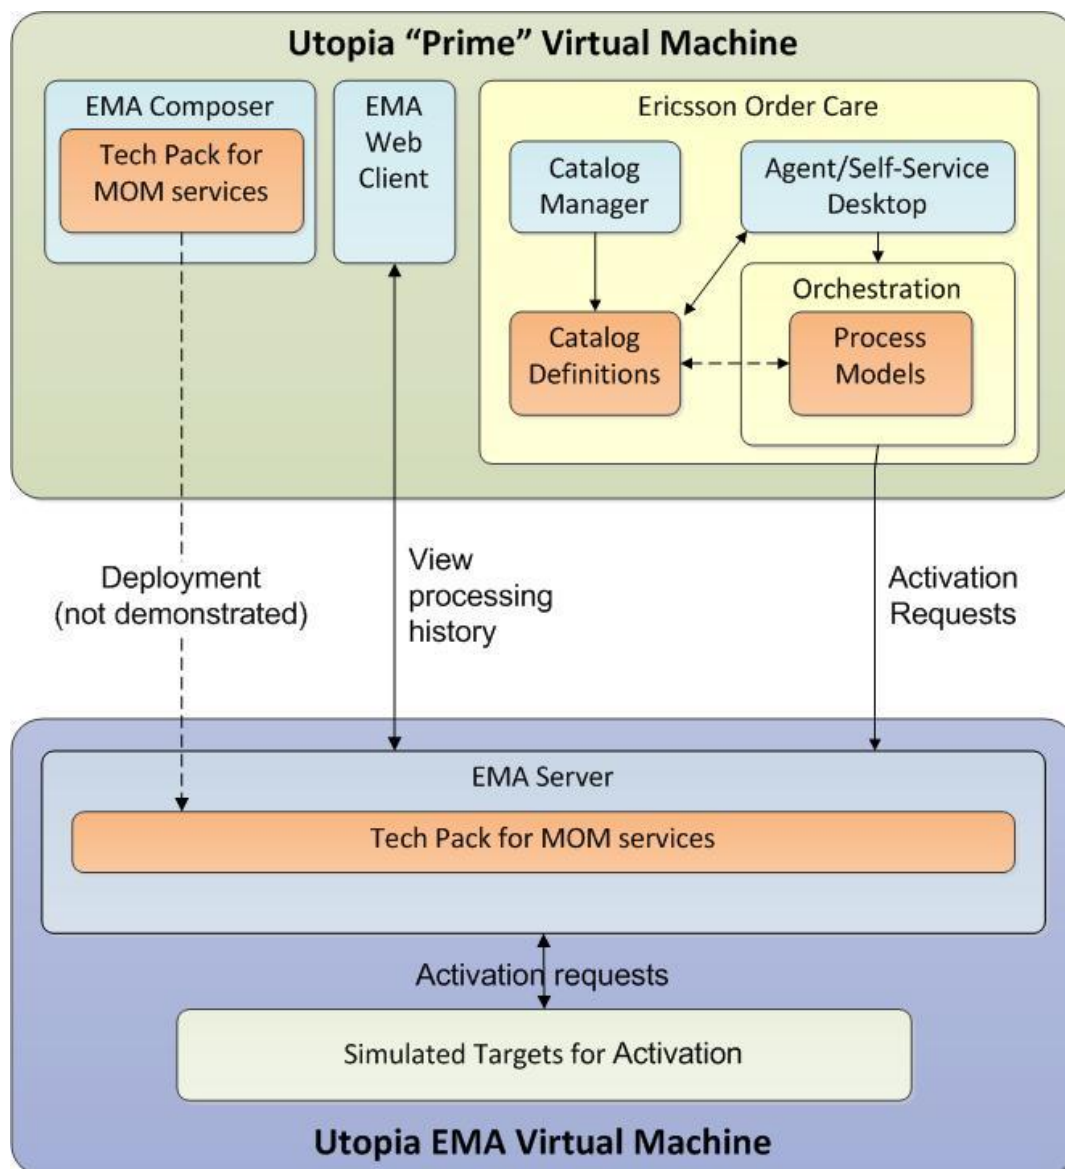 Utopia “Prime” Virtual Machine
EMA Composer
Tech Pack for
MOM services
EMA
Web
Client
Ericsson Order Care
Catalog
Manager
Agent/Self-Service
Desktop
Orchestration
Catalog
Definitions
Process
Models
Deployment
(not demonstrated)
View
processing
history
Activation
Requests
EMA Server
Tech Pack for MOM services
Activation requests
Simulated Targets for Activation
Utopia EMA Virtual Machine